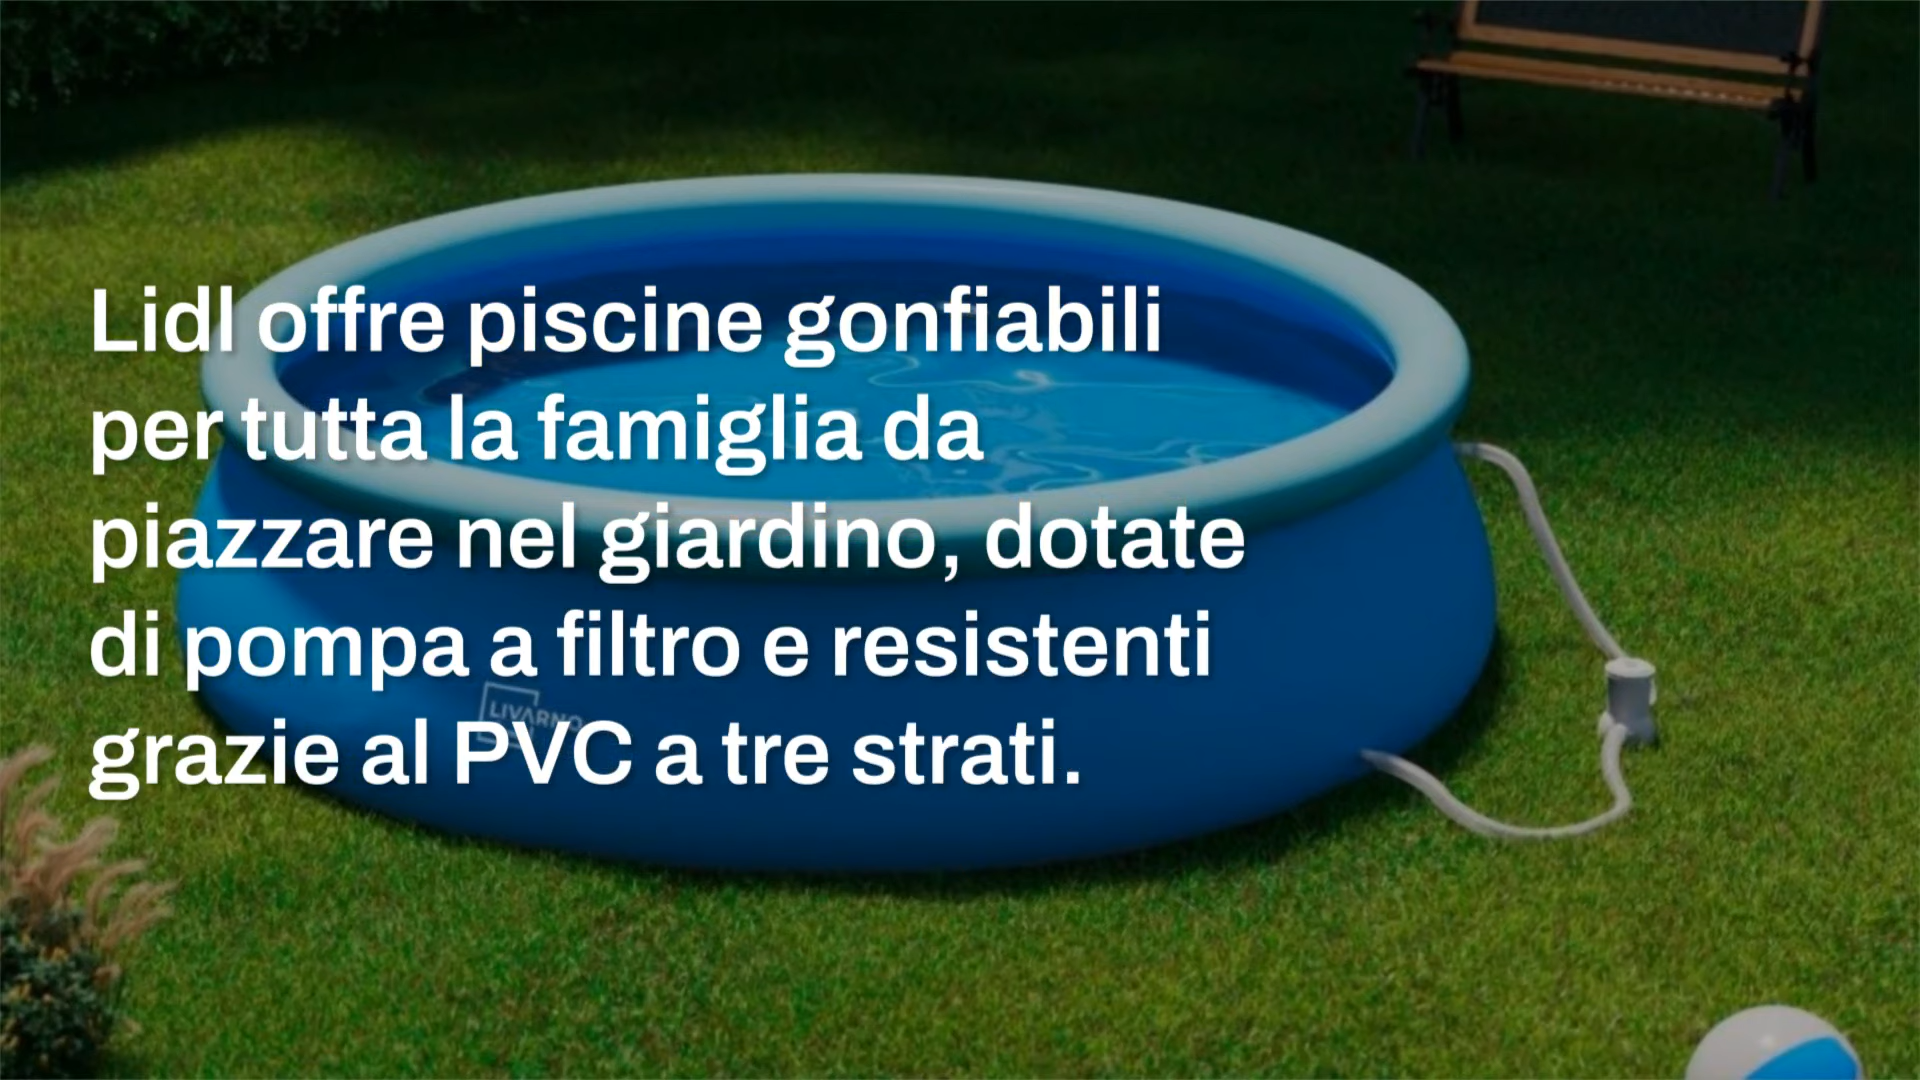 Lidl offre piscine gonfiabili
per tutta la famiglia da
piazzare nel giardino, dotate
di pompa a filtro e resistenti
LIVARNO
grazie al PVC a tre strati.